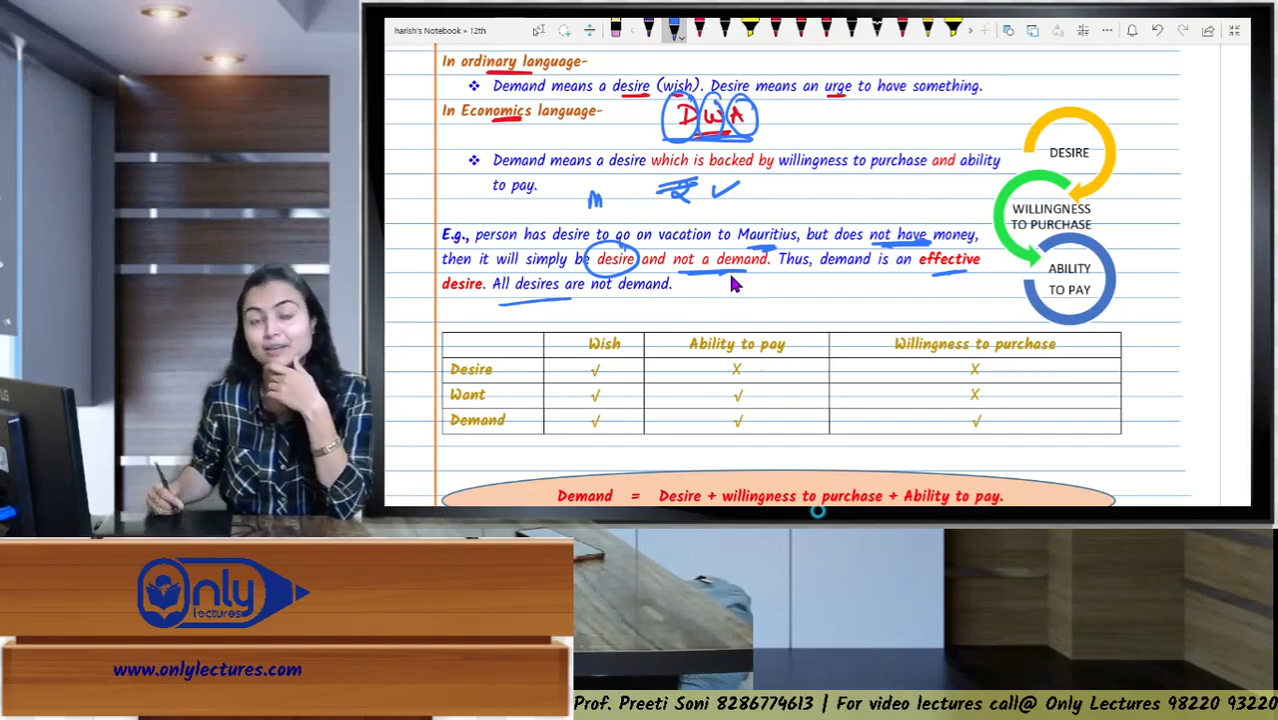 harish's Notebook » 12th
In ordinary language-
❖ Demand means a desire (wish). Desire means an urge to have something.
In Economics language-
D W A
❖ Demand means a desire which is backed by willingness to purchase and ability
to pay.
M
E.g., person has desire to go on vacation to Mauritius, but does not have money,
then it will simply be desire and not a demand. Thus, demand is an effective
desire. All desires are not demand.
DESIRE
WILLINGNESS
TO PURCHASE
ABILITY
TO PAY
Wish Ability to pay Willingness to purchase
Desire √ X X
Want √ √ X
Demand √ √ √
Demand = Desire + willingness to purchase + Ability to pay.
LG
Only
lectures
www.onlylectures.com
Prof. Preeti Soni 8286774613 | For video lectures call@ Only Lectures 98220 93220